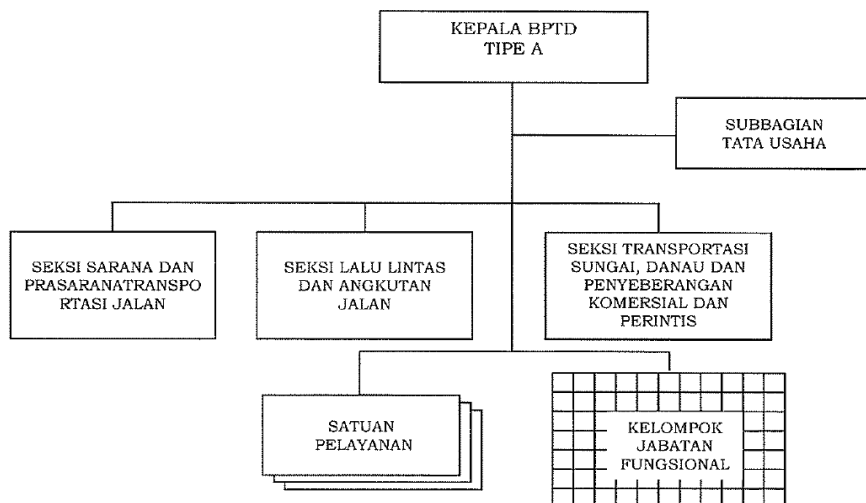 KEPALA BPTD
TIPE A
SUBBAGIAN
TATA USAHA
SEKSI SARANA DAN
PRASARANATRANSPO
RTASI JALAN
SEKSI LALU LINTAS
DAN ANGKUTAN
JALAN
SEKSI TRANSPORTASI
SUNGAI, DANAU DAN
PENYEBERANGAN
KOMERSIAL DAN
PERINTIS
SATUAN
PELAYANAN
KELOMPOK
JABATAN
FUNGSIONAL